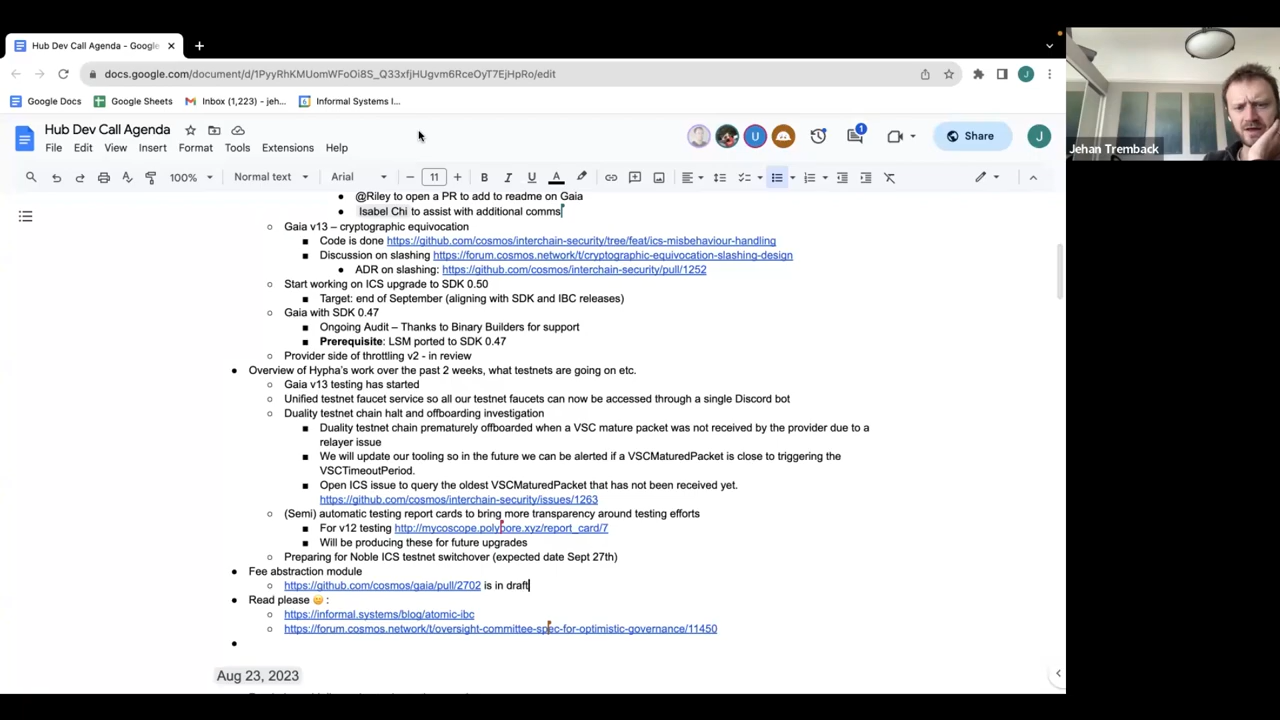 Hub Dev Call Agenda - Google
docs.google.com/document/d/1PyyRhKMUomWFoOi8S_Q33xfjHUgvm6RceOyT7EjHpRo/edit
J
Google Docs
Google Sheets
Inbox (1,223) - jeh...
Informal Systems I...
Hub Dev Call Agenda
U
1
Share
J
File Edit View Insert Format Tools Extensions Help
100% Normal text Arial 11 B I U A
@Riley to open a PR to add to readme on Gaia
Isabel Chi to assist with additional comms
Gaia v13 – cryptographic equivocation
Code is done https://github.com/cosmos/interchain-security/tree/feat/ics-misbehaviour-handling
Discussion on slashing https://forum.cosmos.network/t/cryptographic-equivocation-slashing-design
ADR on slashing: https://github.com/cosmos/interchain-security/pull/1252
Start working on ICS upgrade to SDK 0.50
Target: end of September (aligning with SDK and IBC releases)
Gaia with SDK 0.47
Ongoing Audit – Thanks to Binary Builders for support
Prerequisite: LSM ported to SDK 0.47
Provider side of throttling v2 - in review
Overview of Hypha's work over the past 2 weeks, what testnets are going on etc.
Gaia v13 testing has started
Unified testnet faucet service so all our testnet faucets can now be accessed through a single Discord bot
Duality testnet chain halt and offboarding investigation
Duality testnet chain prematurely offboarded when a VSC mature packet was not received by the provider due to a
relayer issue
We will update our tooling so in the future we can be alerted if a VSCMaturedPacket is close to triggering the
VSCTimeoutPeriod.
Open ICS issue to query the oldest VSCMaturedPacket that has not been received yet.
https://github.com/cosmos/interchain-security/issues/1263
(Semi) automatic testing report cards to bring more transparency around testing efforts
For v12 testing http://mycoscope.polypore.xyz/report_card/7
Will be producing these for future upgrades
Preparing for Noble ICS testnet switchover (expected date Sept 27th)
Fee abstraction module
https://github.com/cosmos/gaia/pull/2702 is in draft
Read please 😊 :
https://informal.systems/blog/atomic-ibc
https://forum.cosmos.network/t/oversight-committee-spec-for-optimistic-governance/11450
Aug 23, 2023
Jehan Tremback